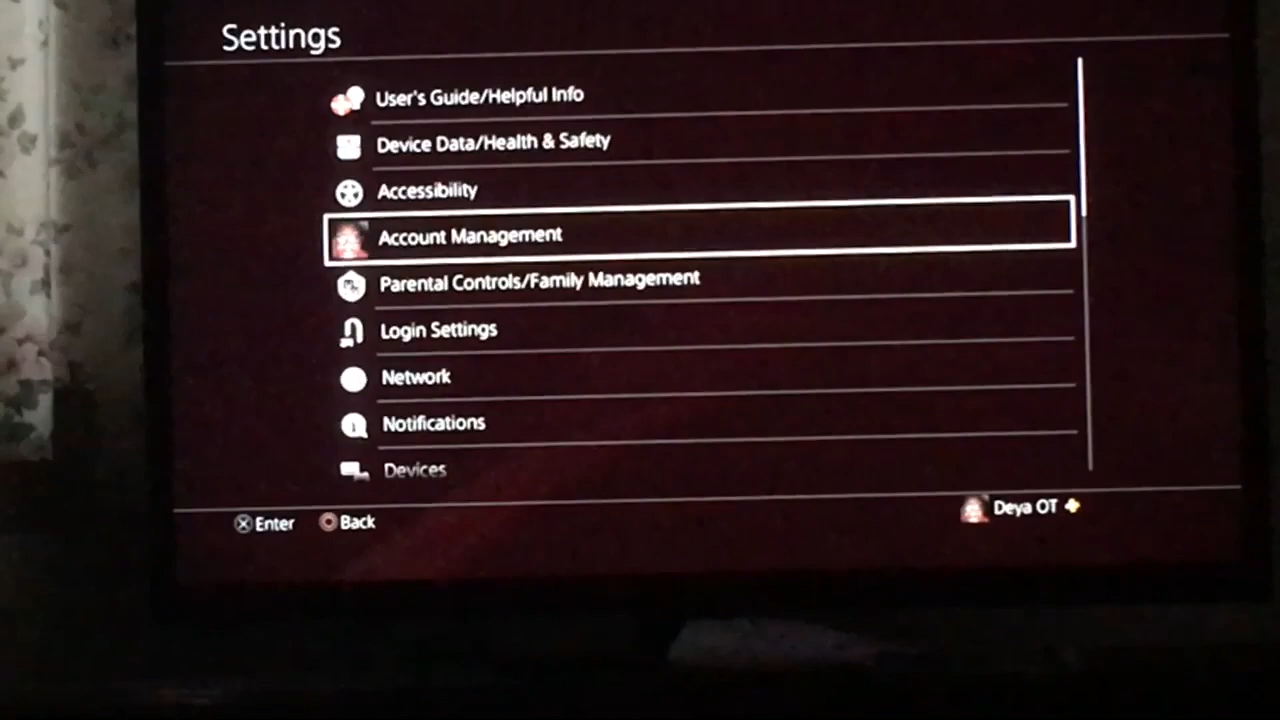 Settings
User's Guide/Helpful Info
Device Data/Health & Safety
Accessibility
Account Management
Parental Controls/Family Management
Login Settings
Network
Notifications
Devices
Enter Back Deya OT